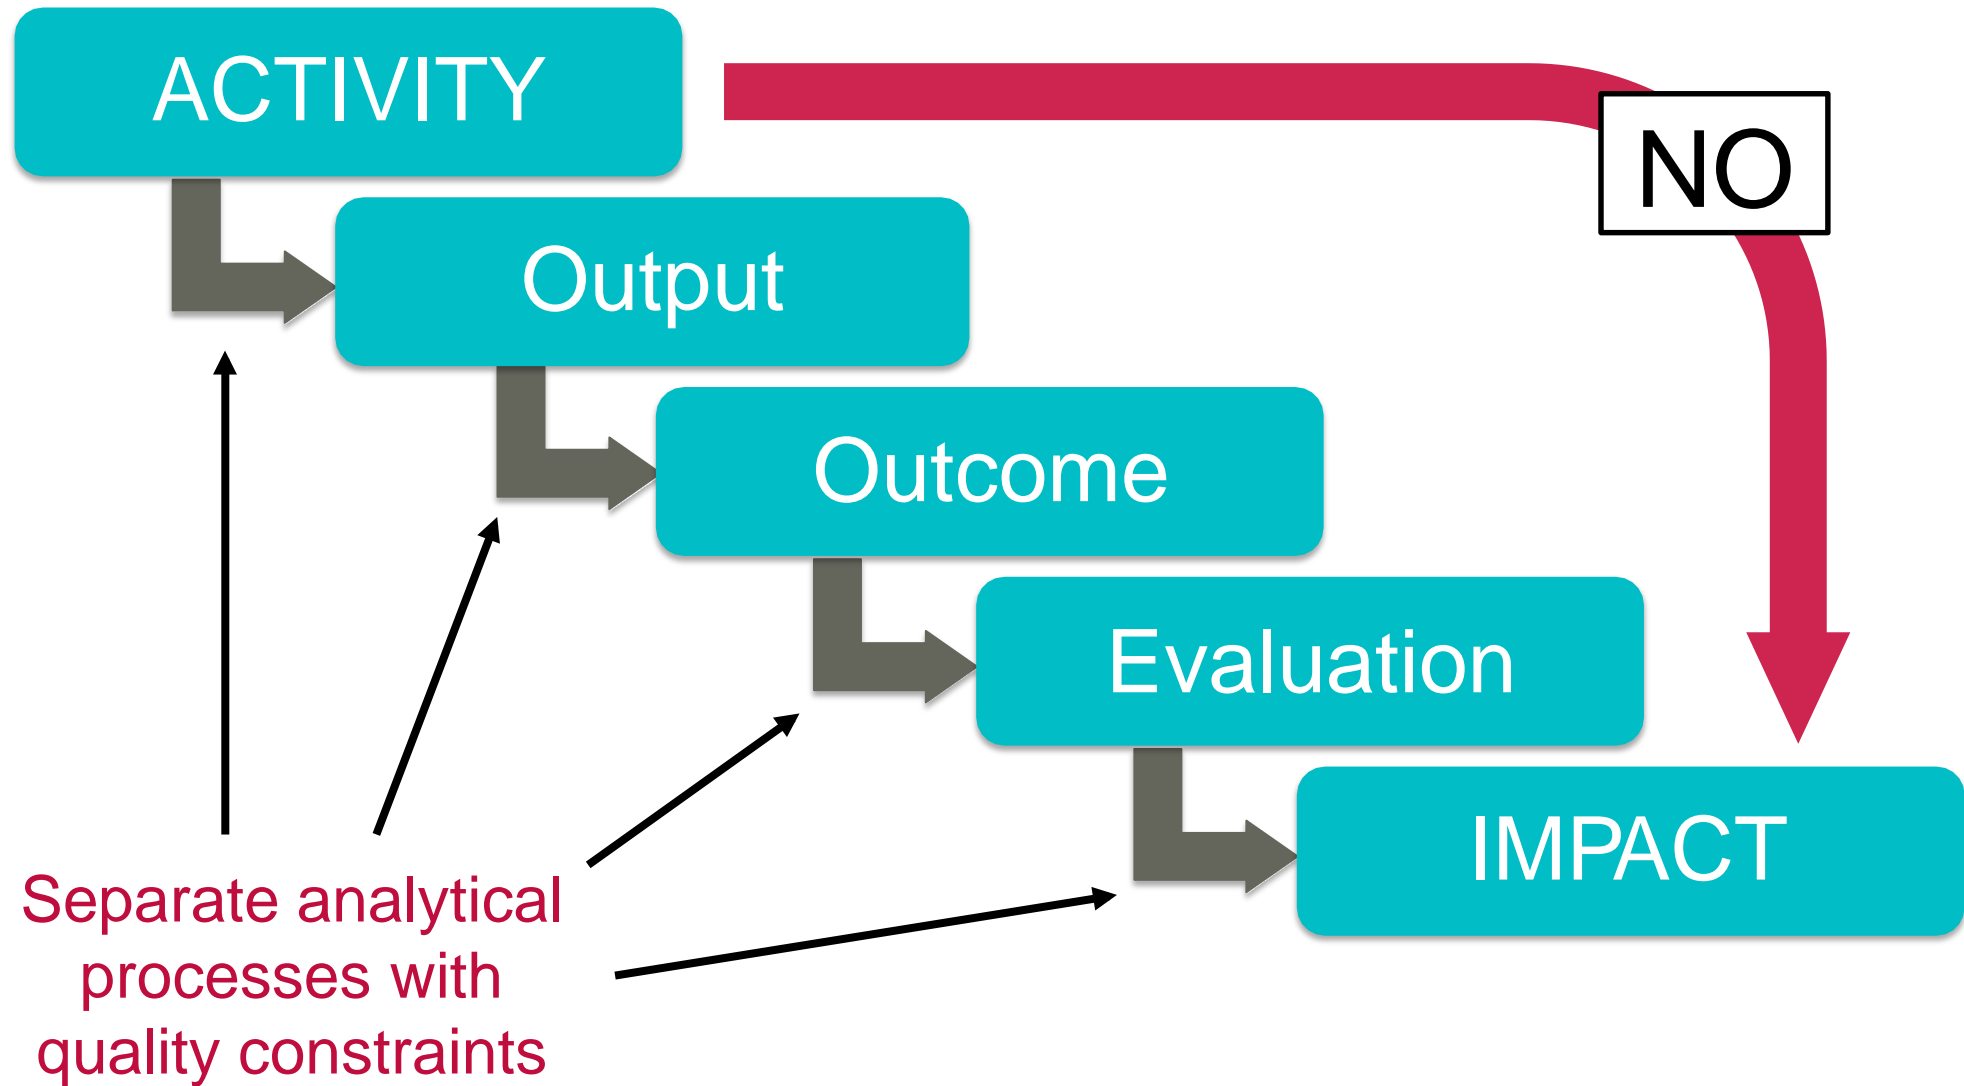 ACTIVITY
NO
Output
Outcome
Evaluation
IMPACT
Separate analytical
processes with
quality constraints